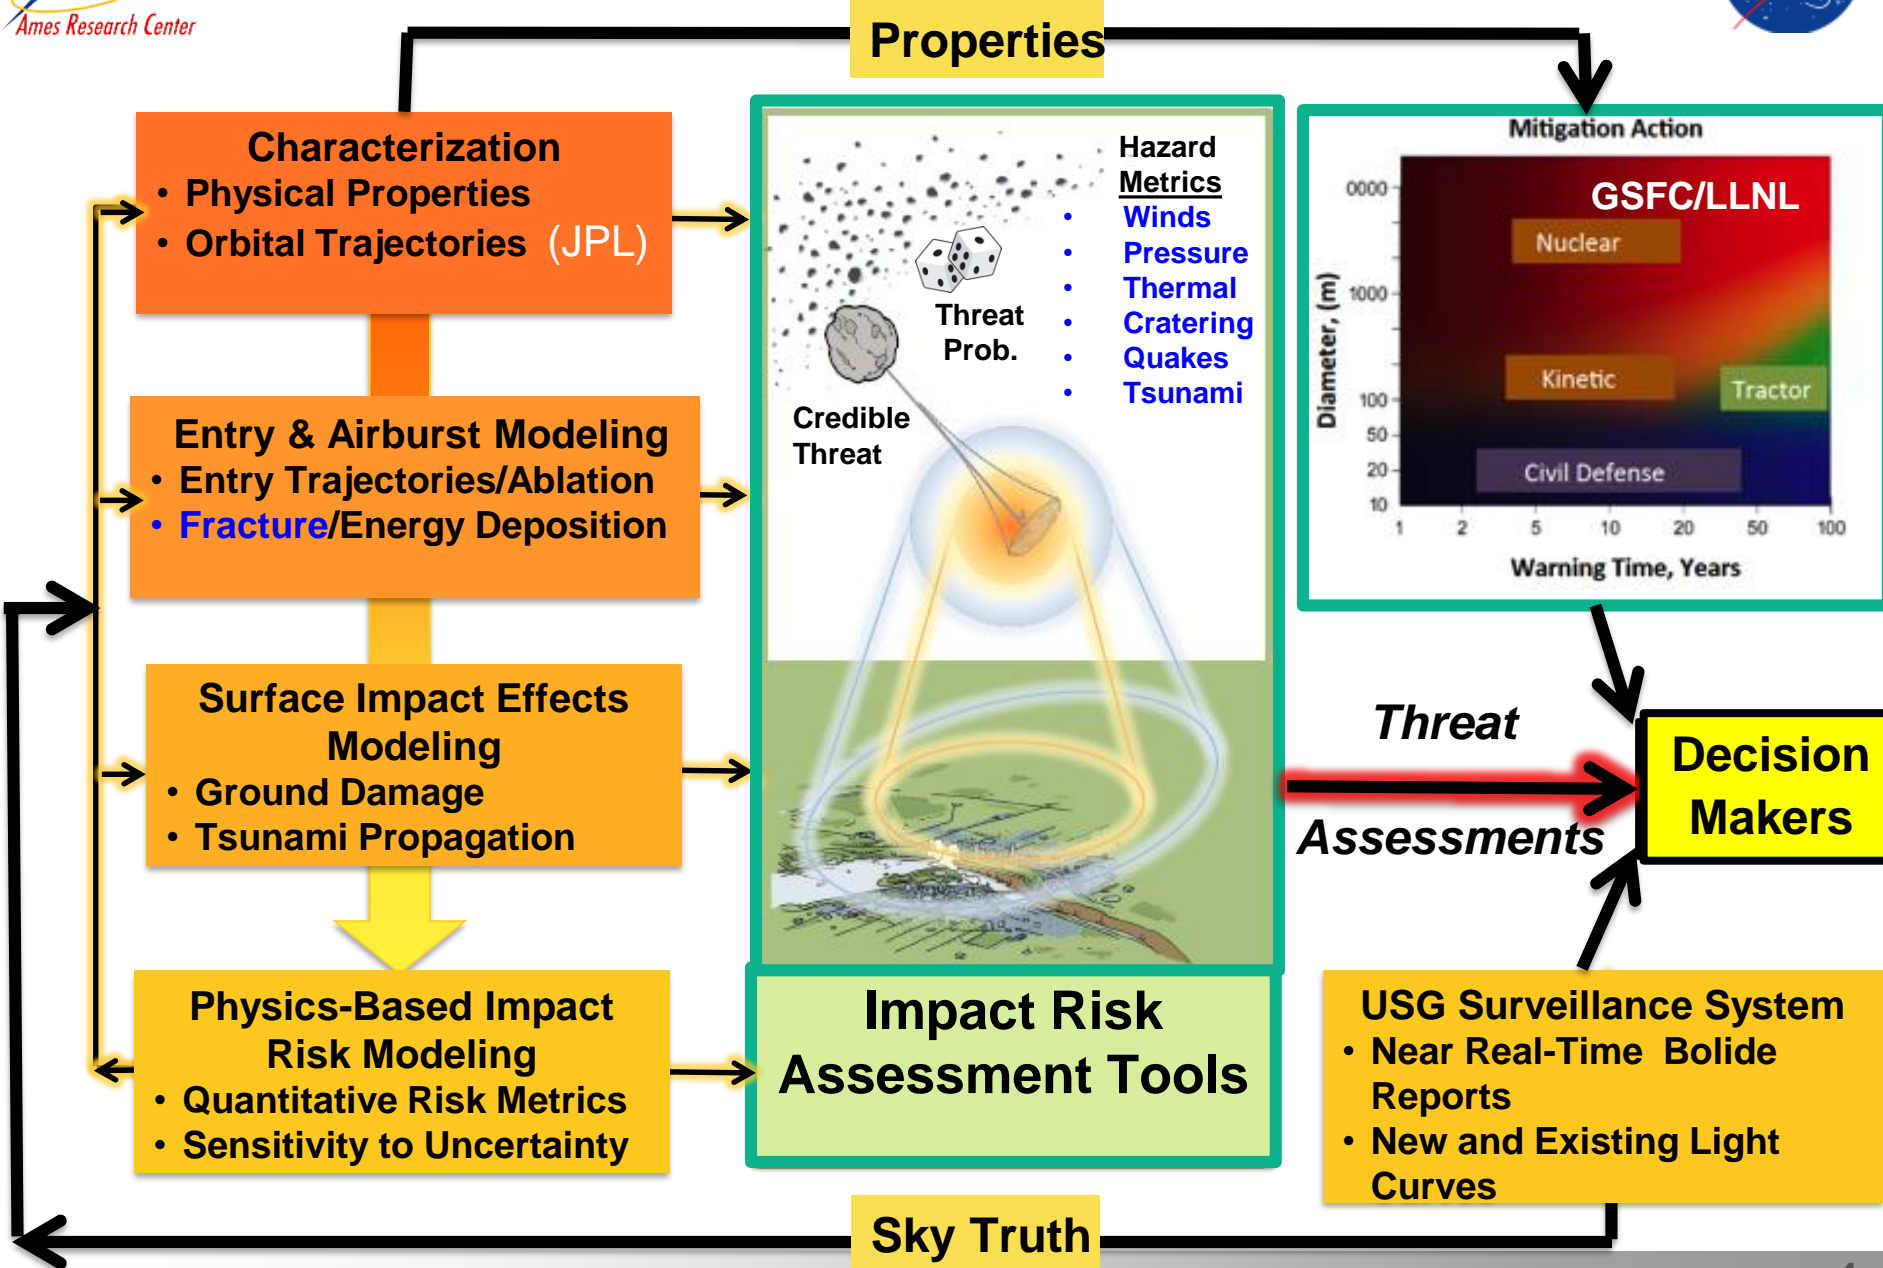 Ames Research Center
Properties
Characterization
• Physical Properties
• Orbital Trajectories (JPL)
Entry & Airburst Modeling
• Entry Trajectories/Ablation
• Fracture/Energy Deposition
Surface Impact Effects
Modeling
• Ground Damage
• Tsunami Propagation
Physics-Based Impact
Risk Modeling
• Quantitative Risk Metrics
• Sensitivity to Uncertainty
Hazard
Metrics
• Winds
• Pressure
• Thermal
• Cratering
• Quakes
• Tsunami
Threat
Prob.
Credible
Threat
Impact Risk
Assessment Tools
Mitigation Action
GSFC/LLNL
Nuclear
Kinetic
Tractor
Civil Defense
Diameter, (m)
0000
1000
100
50
20
10
1 2 5 10 20 50 100
Warning Time, Years
Threat
Assessments
Decision
Makers
USG Surveillance System
• Near Real-Time Bolide
Reports
• New and Existing Light
Curves
Sky Truth